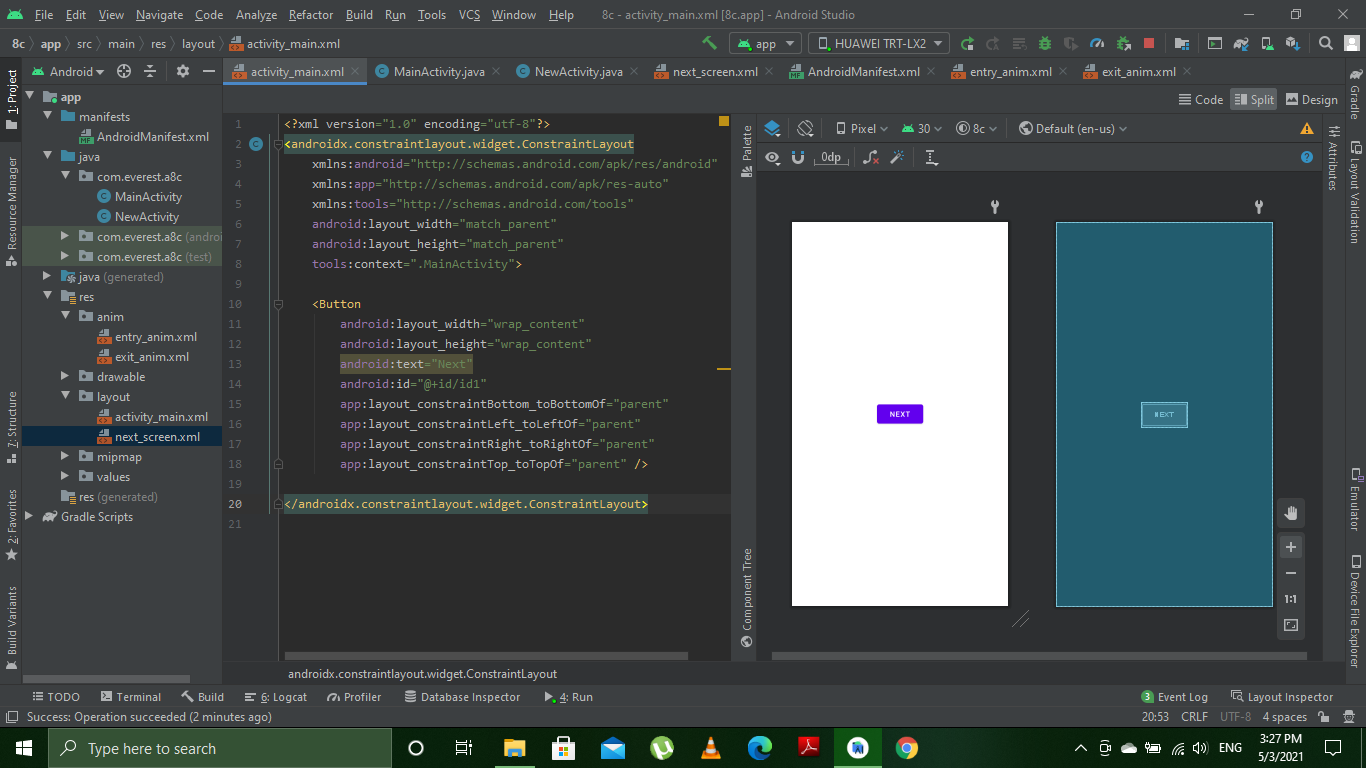 File Edit View Navigate Code Analyze Refactor Build Run Tools VCS Window Help 8c - activity_main.xml [8c.app] - Android Studio
8c app src main res layout activity_main.xml app HUAWEI TRT-LX2
Android activity_main.xml MainActivity.java NewActivity.java next_screen.xml AndroidManifest.xml entry_anim.xml exit_anim.xml
Code Split Design
1: Project
Resource Manager
7: Structure
2: Favorites
Build Variants
app
manifests
AndroidManifest.xml
java
com.everest.a8c
MainActivity
NewActivity
com.everest.a8c (androi
com.everest.a8c (test)
java (generated)
res
anim
entry_anim.xml
exit_anim.xml
drawable
layout
activity_main.xml
next_screen.xml
mipmap
values
res (generated)
Gradle Scripts
1 <?xml version="1.0" encoding="utf-8"?>
2 <androidx.constraintlayout.widget.ConstraintLayout
3 xmlns:android="http://schemas.android.com/apk/res/android"
4 xmlns:app="http://schemas.android.com/apk/res-auto"
5 xmlns:tools="http://schemas.android.com/tools"
6 android:layout_width="match_parent"
7 android:layout_height="match_parent"
8 tools:context=".MainActivity">
9
10 <Button
11 android:layout_width="wrap_content"
12 android:layout_height="wrap_content"
13 android:text="Next"
14 android:id="@+id/id1"
15 app:layout_constraintBottom_toBottomOf="parent"
16 app:layout_constraintLeft_toLeftOf="parent"
17 app:layout_constraintRight_toRightOf="parent"
18 app:layout_constraintTop_toTopOf="parent" />
19
20 </androidx.constraintlayout.widget.ConstraintLayout>
21
androidx.constraintlayout.widget.ConstraintLayout
Palette
Component Tree
Pixel 30 8c Default (en-us)
0dp
NEXT
NEXT
1:1
Attributes
Gradle
Layout Validation
Emulator
Device File Explorer
TODO Terminal Build 6: Logcat Profiler Database Inspector 4: Run 3 Event Log Layout Inspector
Success: Operation succeeded (2 minutes ago) 20:53 CRLF UTF-8 4 spaces
Type here to search ENG 3:27 PM
5/3/2021